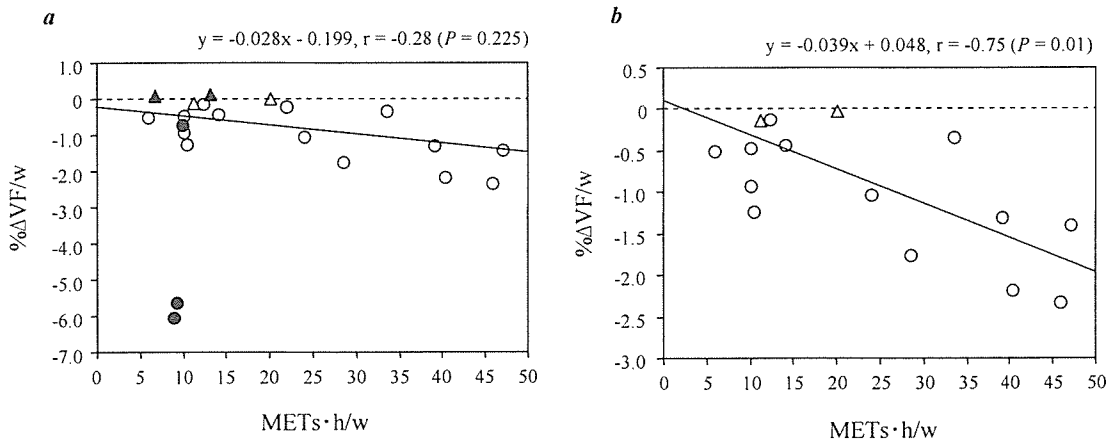 a
y = -0.028x - 0.199, r = -0.28 (P = 0.225)
1.0
0
-1.0
-2.0
-3.0
-4.0
-5.0
-6.0
-7.0
%ΔVF/w
0 5 10 15 20 25 30 35 40 45 50
METs·h/w
b
y = -0.039x + 0.048, r = -0.75 (P = 0.01)
0.5
0
-0.5
-1.0
-1.5
-2.0
-2.5
-3.0
%ΔVF/w
0 5 10 15 20 25 30 35 40 45 50
METs·h/w